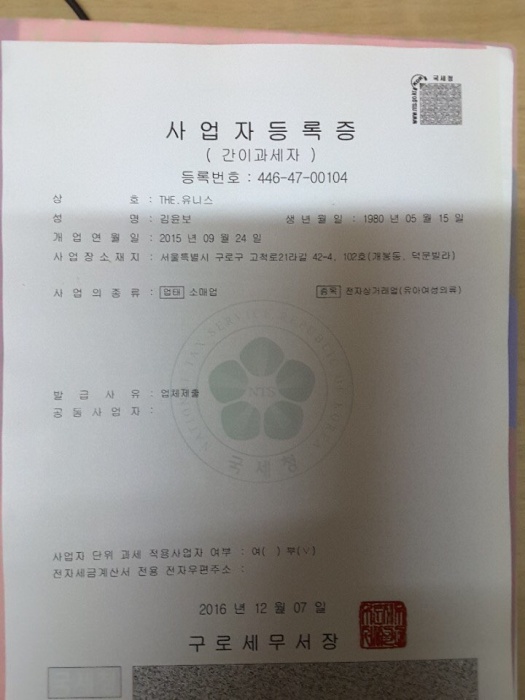 국세청
사 업 자 등 록 증
( 간이과세자 )
등록번호 : 446-47-00104
상 호 : THE.유니스
성 명 : 김윤보 생 년 월 일 : 1980 년 05 월 15 일
개 업 연 월 일 : 2015 년 09 월 24 일
사 업 장 소 재 지 : 서울특별시 구로구 고척로21라길 42-4, 102호(개봉동, 덕문빌라)
사 업 의 종 류 : 업태 소매업 종목 전자상거래업(유아여성의류)
NTS
국세청
발 급 사 유 : 업체제출
공 동 사 업 자 :
사업자 단위 과세 적용사업자 여부 : 여( ) 부(√)
전자세금계산서 전용 전자우편주소 :
2016 년 12 월 07 일
구로세무서장